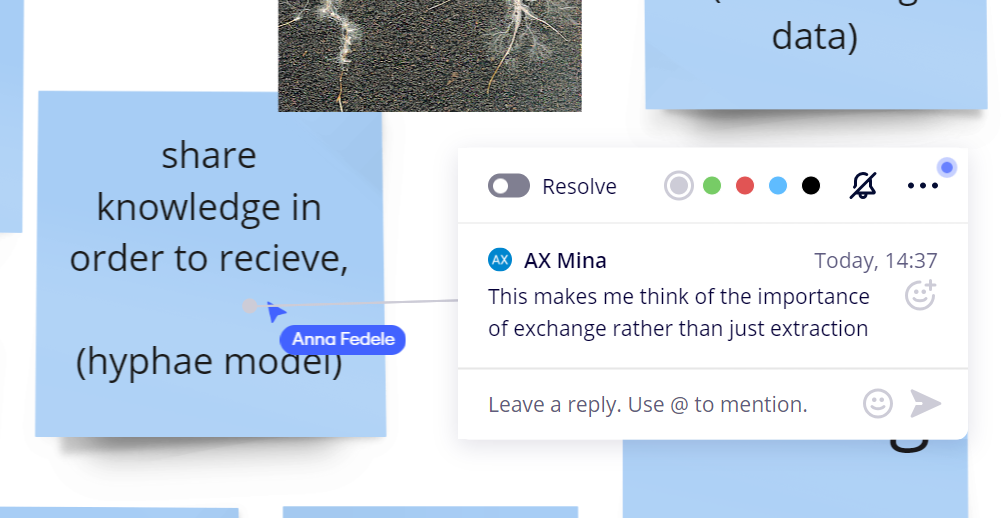 data)
share
knowledge in
order to recieve,
(hyphae model)
Anna Fedele
Resolve
AX
AX Mina
Today, 14:37
This makes me think of the importance
of exchange rather than just extraction
Leave a reply. Use @ to mention.